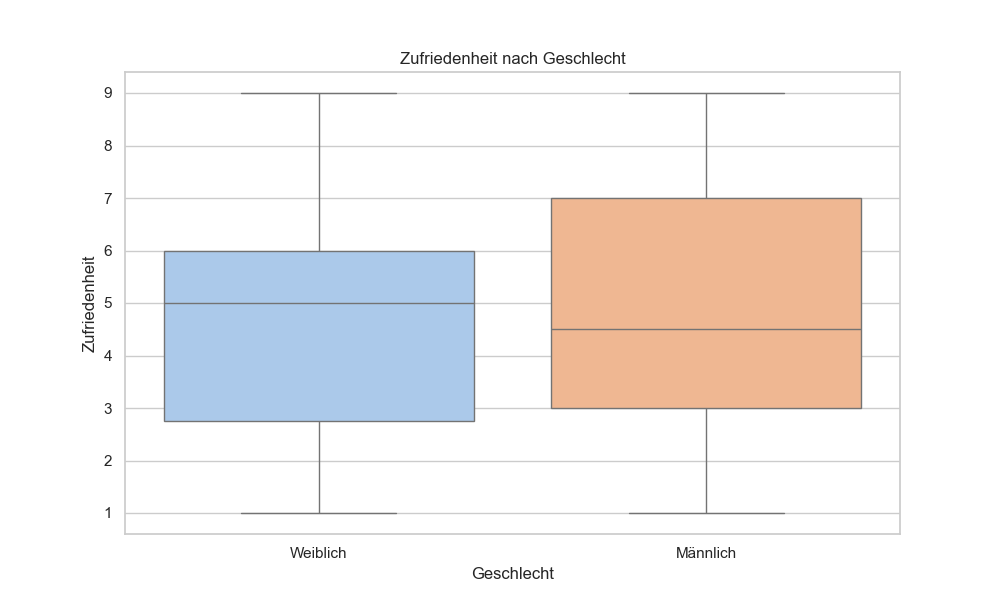 Zufriedenheit nach Geschlecht
Zufriedenheit
9
8
7
6
5
4
3
2
1
Weiblich
Männlich
Geschlecht